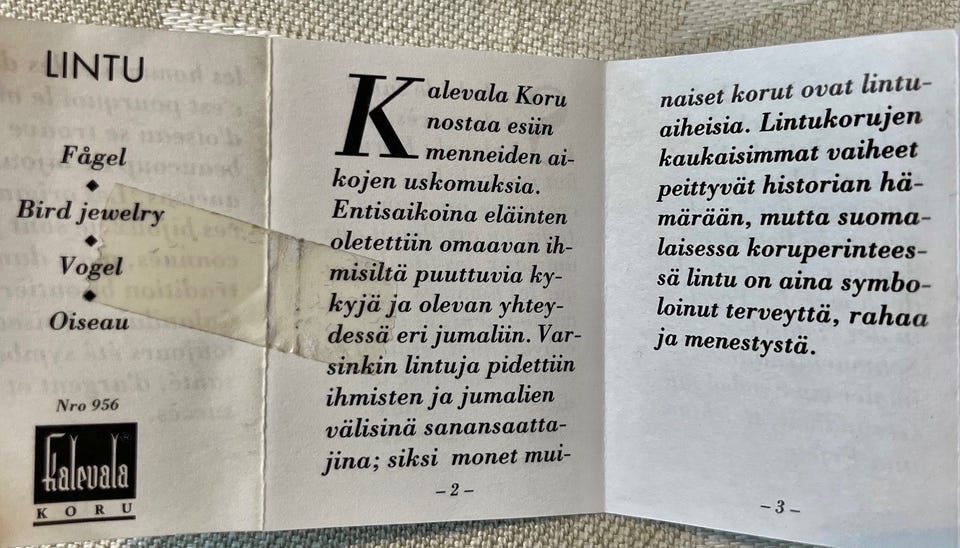 LINTU
Fågel
◆
Bird jewelry
◆
Vogel
◆
Oiseau
Nro 956
Kalevala®
KORU
Kalevala Koru
nostaa esiin
menneiden ai-
kojen uskomuksia.
Entisaikoina eläinten
oletettiin omaavan ih-
misiltä puuttuvia ky-
kyjä ja olevan yhtey-
dessä eri jumaliin. Var-
sinkin lintuja pidettiin
ihmisten ja jumalien
välisinä sanansaatta-
jina; siksi monet mui-
– 2 –
naiset korut ovat lintu-
aiheisia. Lintukorujen
kaukaisimmat vaiheet
peittyvät historian hä-
märään, mutta suoma-
laisessa koruperintees-
sä lintu on aina symbo-
loinut terveyttä, rahaa
ja menestystä.
– 3 –